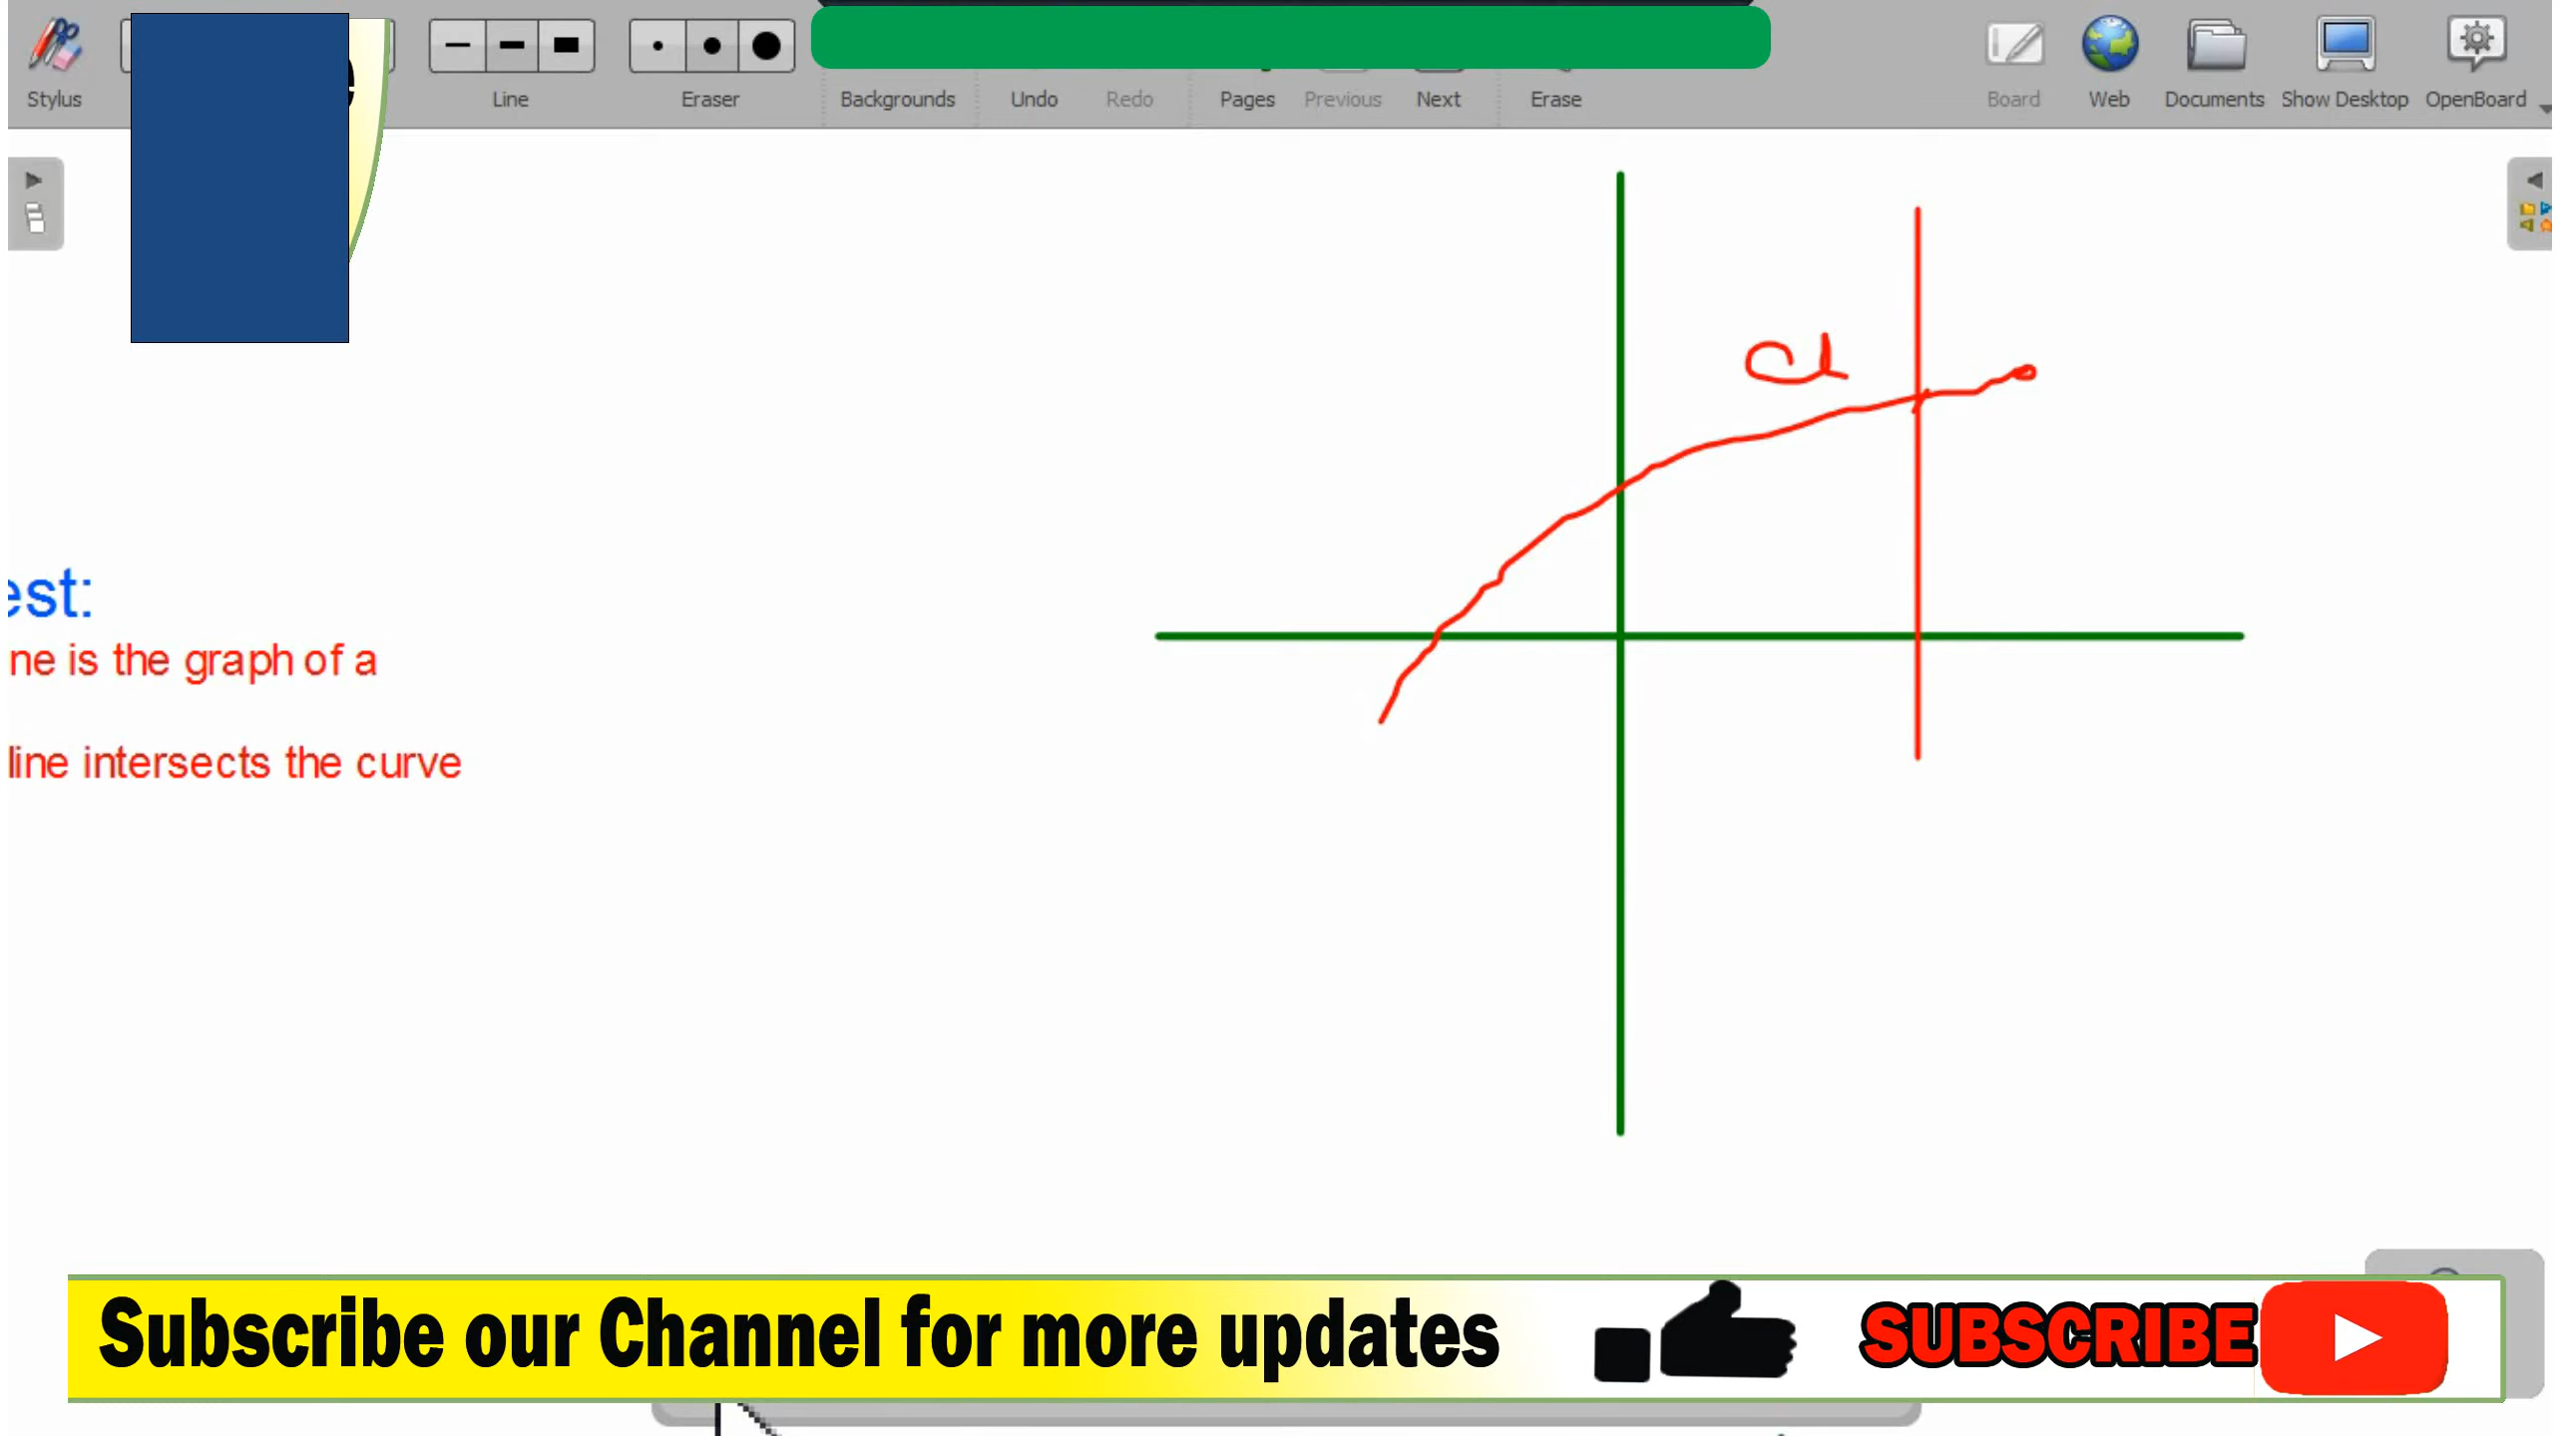 Stylus
Line
Eraser
Backgrounds
Undo
Redo
Pages
Previous
Next
Erase
Board
Web
Documents
Show Desktop
OpenBoard
est:
ne is the graph of a
line intersects the curve
Subscribe our Channel for more updates
SUBSCRIBE